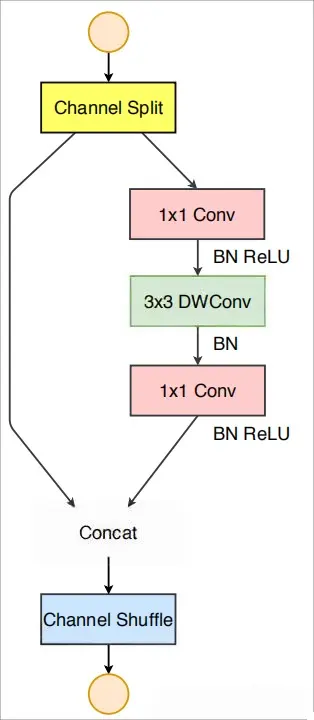 Channel Split
1x1 Conv
BN ReLU
3x3 DWConv
BN
1x1 Conv
BN ReLU
Concat
Channel Shuffle